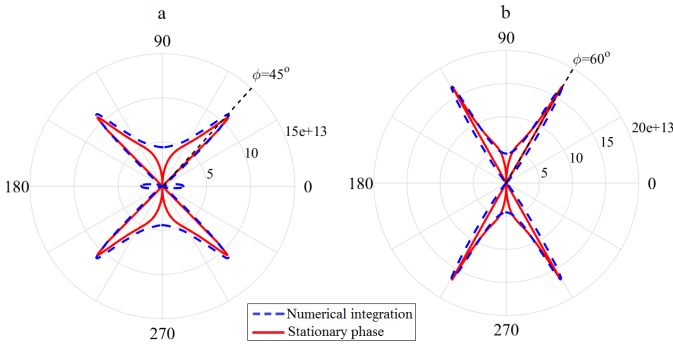 a
b
90
90
ϕ=45°
ϕ=60°
15e+13
10
5
20e+13
15
10
5
180
0
180
0
270
270
Numerical integration
Stationary phase